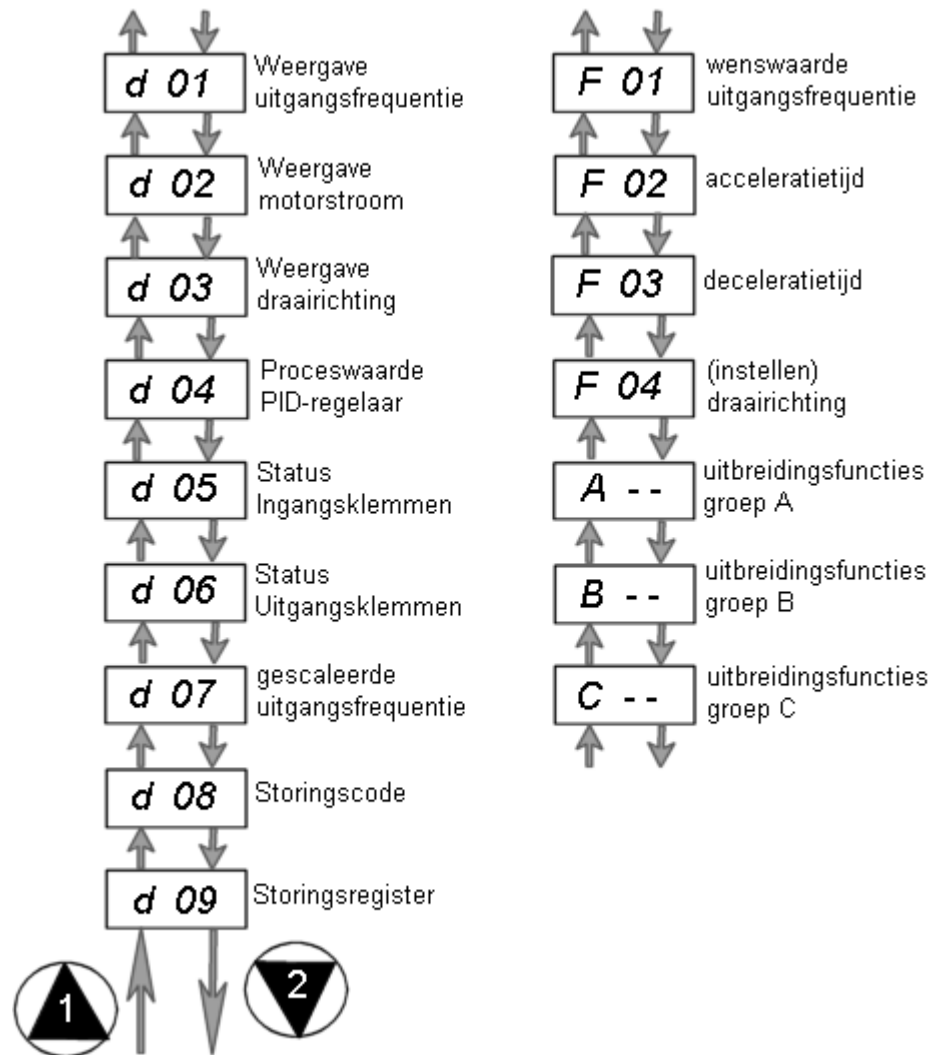 d 01
Weergave
uitgangsfrequentie
d 02
Weergave
motorstroom
d 03
Weergave
draairichting
d 04
Proceswaarde
PID-regelaar
d 05
Status
Ingangsklemmen
d 06
Status
Uitgangsklemmen
d 07
gescaleerde
uitgangsfrequentie
d 08
Storingscode
d 09
Storingsregister
1
2
F 01
wenswaarde
uitgangsfrequentie
F 02
acceleratietijd
F 03
deceleratietijd
F 04
(instellen)
draairichting
A - -
uitbreidingsfuncties
groep A
B - -
uitbreidingsfuncties
groep B
C - -
uitbreidingsfuncties
groep C